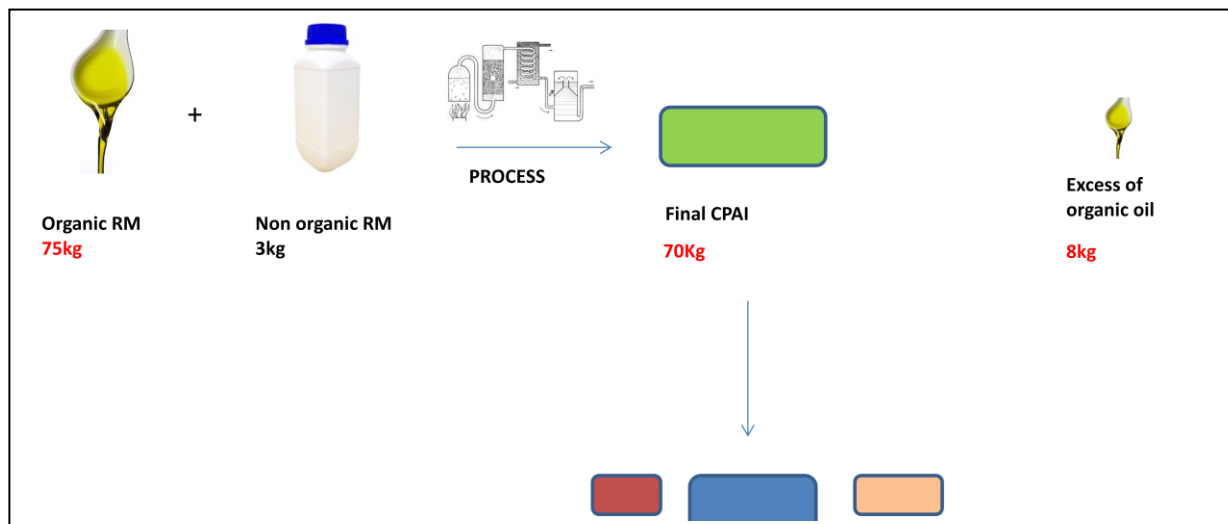 +
PROCESS
Organic RM
75kg
Non organic RM
3kg
Final CPAI
70Kg
Excess of
organic oil
8kg